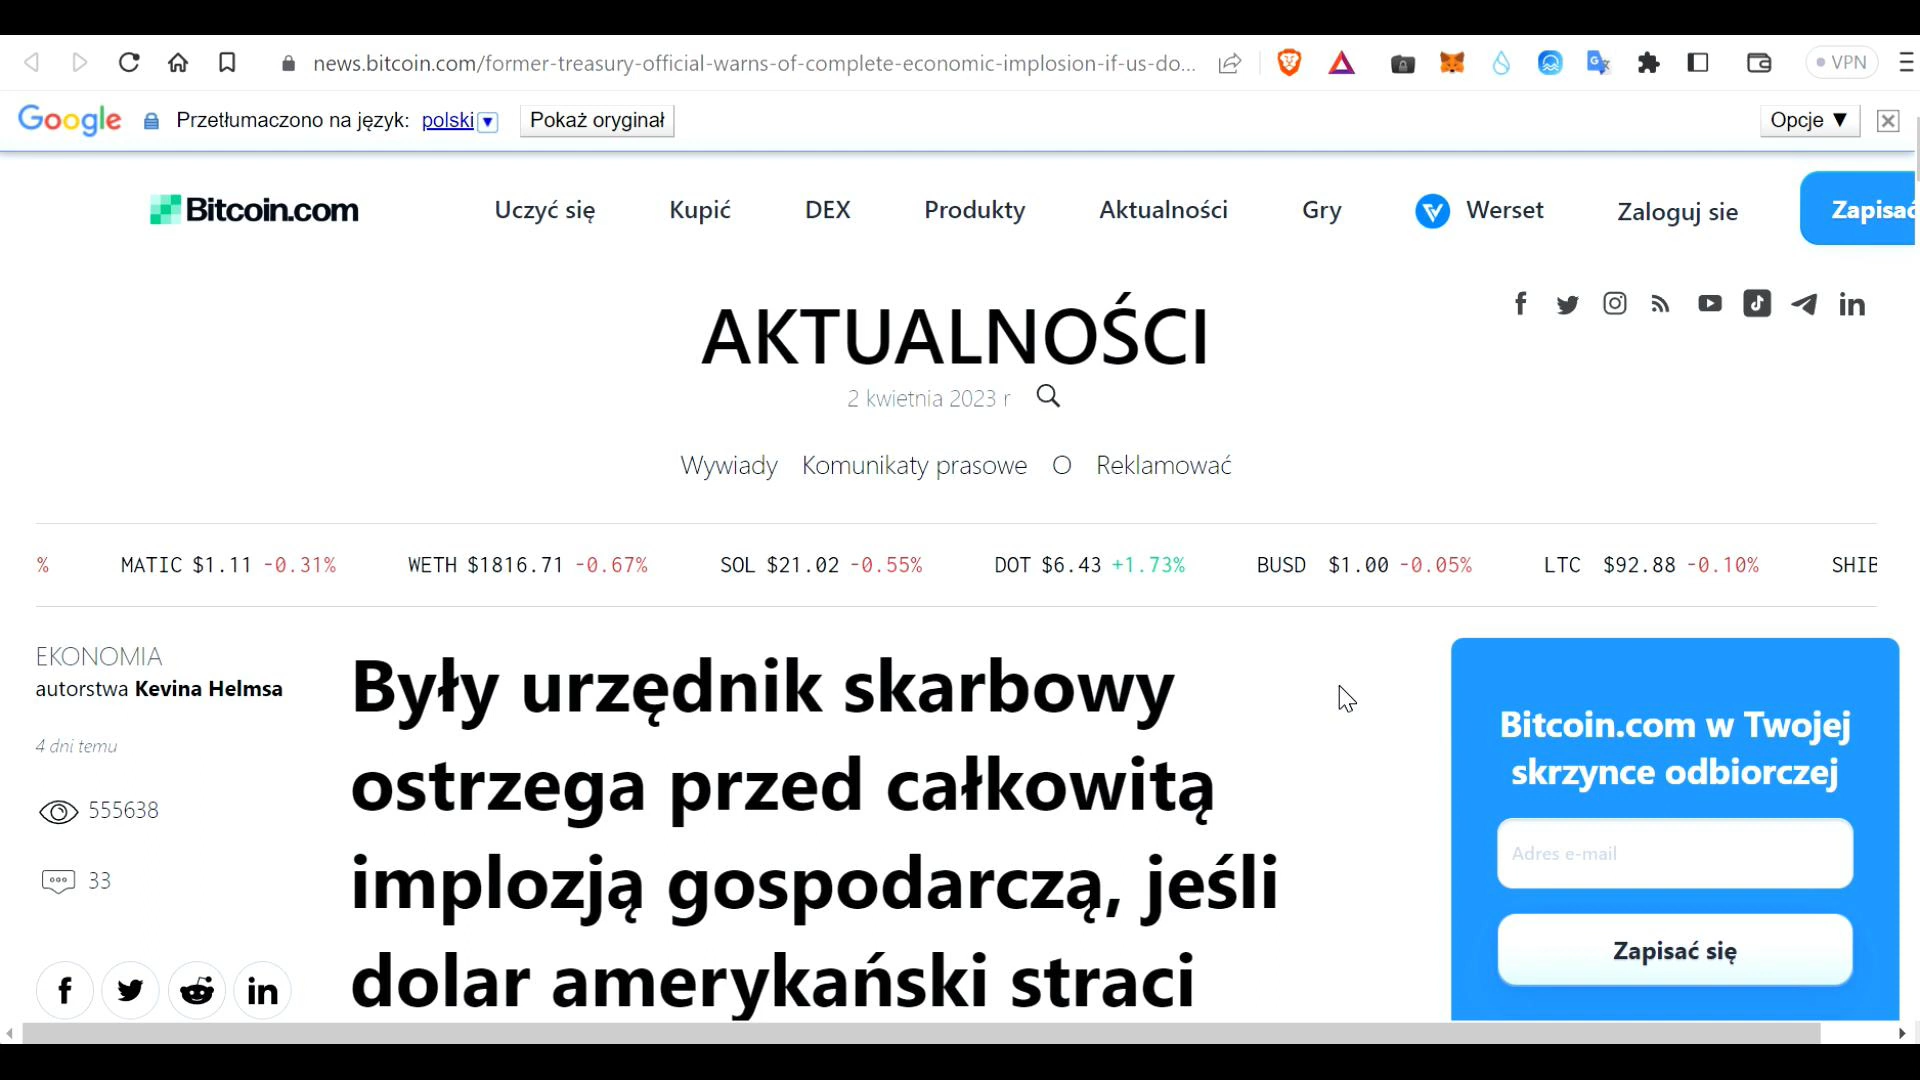 news.bitcoin.com/former-treasury-official-warns-of-complete-economic-implosion-if-us-do...
VPN
Google Przetłumaczono na język: polski Pokaż oryginał Opcje ▼
Bitcoin.com Uczyć się Kupić DEX Produkty Aktualności Gry Werset Zaloguj sie Zapisać
AKTUALNOŚCI
2 kwietnia 2023 r
Wywiady Komunikaty prasowe O Reklamować
% MATIC $1.11 -0.31% WETH $1816.71 -0.67% SOL $21.02 -0.55% DOT $6.43 +1.73% BUSD $1.00 -0.05% LTC $92.88 -0.10% SHIB
EKONOMIA
autorstwa Kevina Helmsa
4 dni temu
555638
33
Były urzędnik skarbowy
ostrzega przed całkowitą
implozją gospodarczą, jeśli
dolar amerykański straci
Bitcoin.com w Twojej
skrzynce odbiorczej
Adres e-mail
Zapisać się